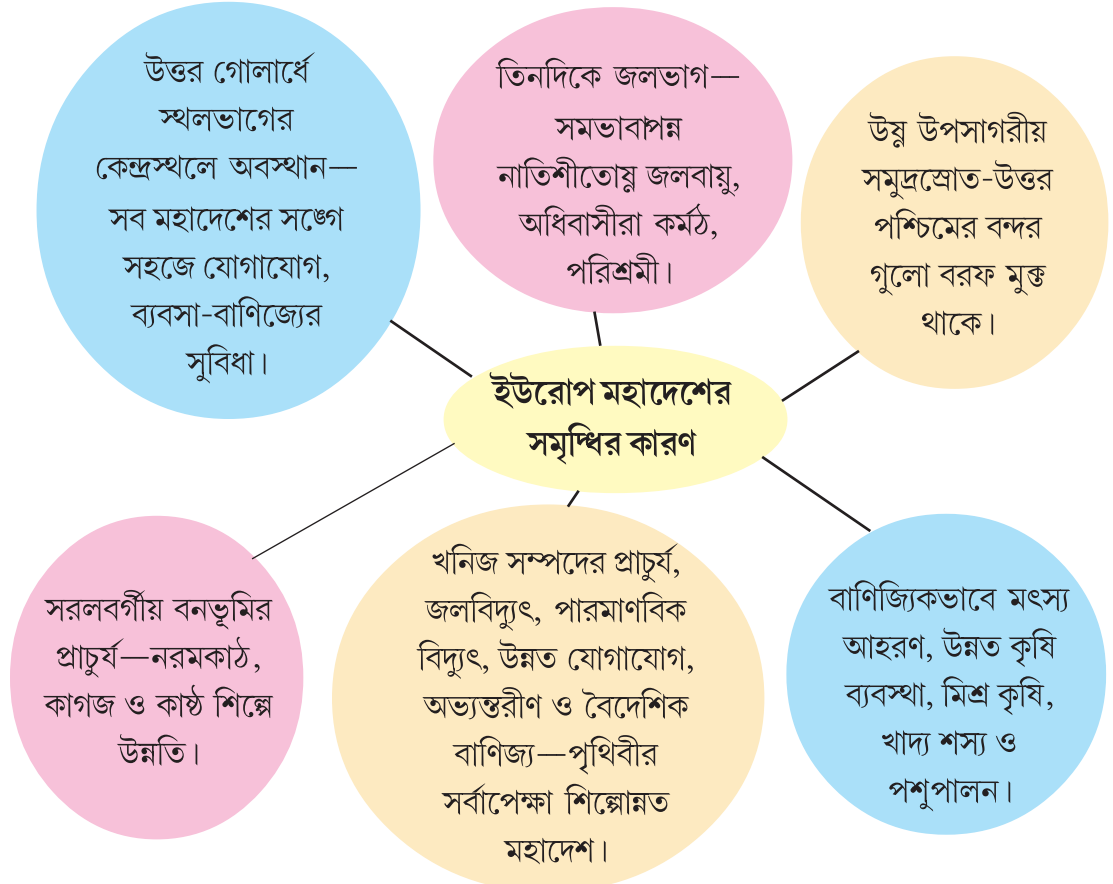 উত্তর গোলার্ধে
স্থলভাগের
কেন্দ্রস্থলে অবস্থান—
সব মহাদেশের সঙ্গে
সহজে যোগাযোগ,
ব্যবসা-বাণিজ্যের
সুবিধা।
তিনদিকে জলভাগ—
সমভাবাপন্ন
নাতিশীতোষ্ণ জলবায়ু,
অধিবাসীরা কর্মঠ,
পরিশ্রমী।
উষ্ণ উপসাগরীয়
সমুদ্রস্রোত-উত্তর
পশ্চিমের বন্দর
গুলো বরফ মুক্ত
থাকে।
ইউরোপ মহাদেশের
সমৃদ্ধির কারণ
সরলবর্গীয় বনভূমির
প্রাচুর্য—নরমকাঠ,
কাগজ ও কাষ্ঠ শিল্পে
উন্নতি।
খনিজ সম্পদের প্রাচুর্য,
জলবিদ্যুৎ, পারমাণবিক
বিদ্যুৎ, উন্নত যোগাযোগ,
অভ্যন্তরীণ ও বৈদেশিক
বাণিজ্য—পৃথিবীর
সর্বাপেক্ষা শিল্পোন্নত
মহাদেশ।
বাণিজ্যিকভাবে মৎস্য
আহরণ, উন্নত কৃষি
ব্যবস্থা, মিশ্র কৃষি,
খাদ্য শস্য ও
পশুপালন।